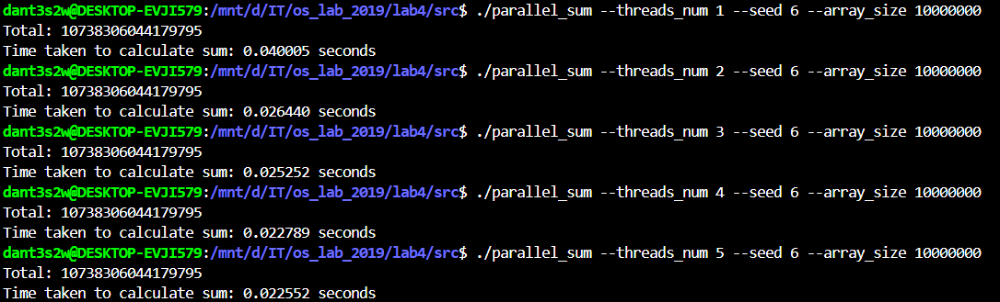 dant3s2w@DESKTOP-EVJI579:/mnt/d/IT/os_lab_2019/lab4/src$ ./parallel_sum --threads_num 1 --seed 6 --array_size 10000000
Total: 10738306044179795
Time taken to calculate sum: 0.040005 seconds
dant3s2w@DESKTOP-EVJI579:/mnt/d/IT/os_lab_2019/lab4/src$ ./parallel_sum --threads_num 2 --seed 6 --array_size 10000000
Total: 10738306044179795
Time taken to calculate sum: 0.026440 seconds
dant3s2w@DESKTOP-EVJI579:/mnt/d/IT/os_lab_2019/lab4/src$ ./parallel_sum --threads_num 3 --seed 6 --array_size 10000000
Total: 10738306044179795
Time taken to calculate sum: 0.025252 seconds
dant3s2w@DESKTOP-EVJI579:/mnt/d/IT/os_lab_2019/lab4/src$ ./parallel_sum --threads_num 4 --seed 6 --array_size 10000000
Total: 10738306044179795
Time taken to calculate sum: 0.022789 seconds
dant3s2w@DESKTOP-EVJI579:/mnt/d/IT/os_lab_2019/lab4/src$ ./parallel_sum --threads_num 5 --seed 6 --array_size 10000000
Total: 10738306044179795
Time taken to calculate sum: 0.022552 seconds